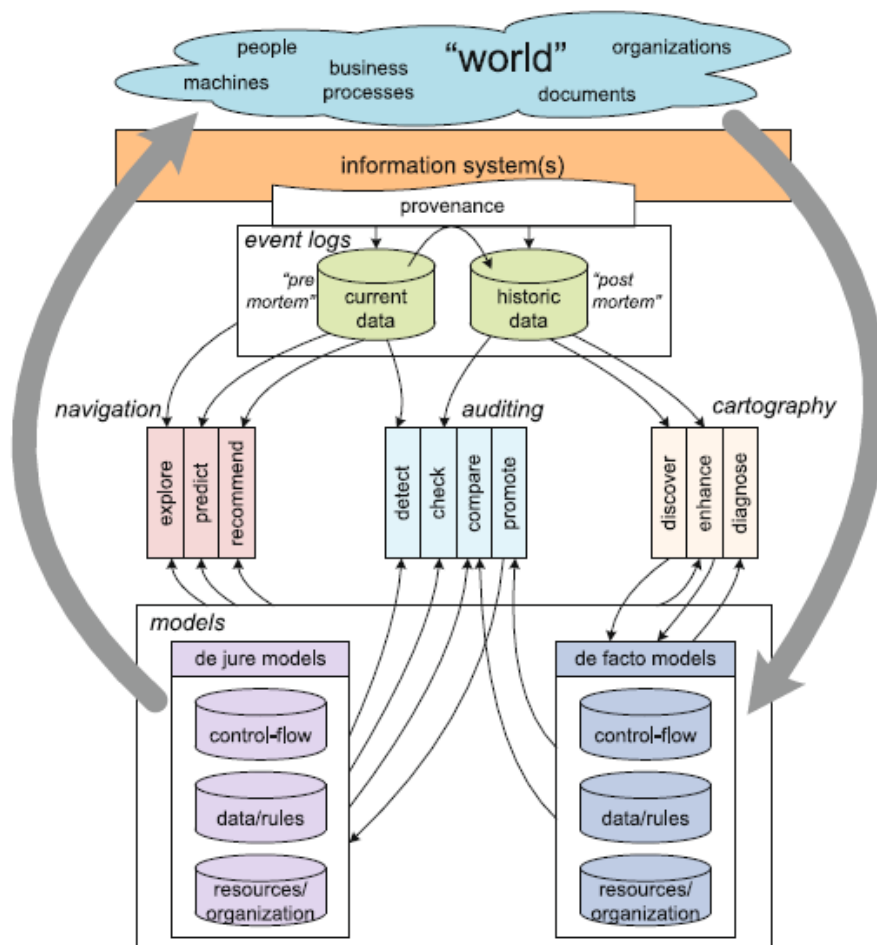 people
“world”
organizations
machines
business
processes
documents
information system(s)
provenance
event logs
“pre
mortem”
current
data
historic
data
“post
mortem”
navigation
auditing
cartography
explore
predict
recommend
detect
check
compare
promote
discover
enhance
diagnose
models
de jure models
control-flow
data/rules
resources/
organization
de facto models
control-flow
data/rules
resources/
organization